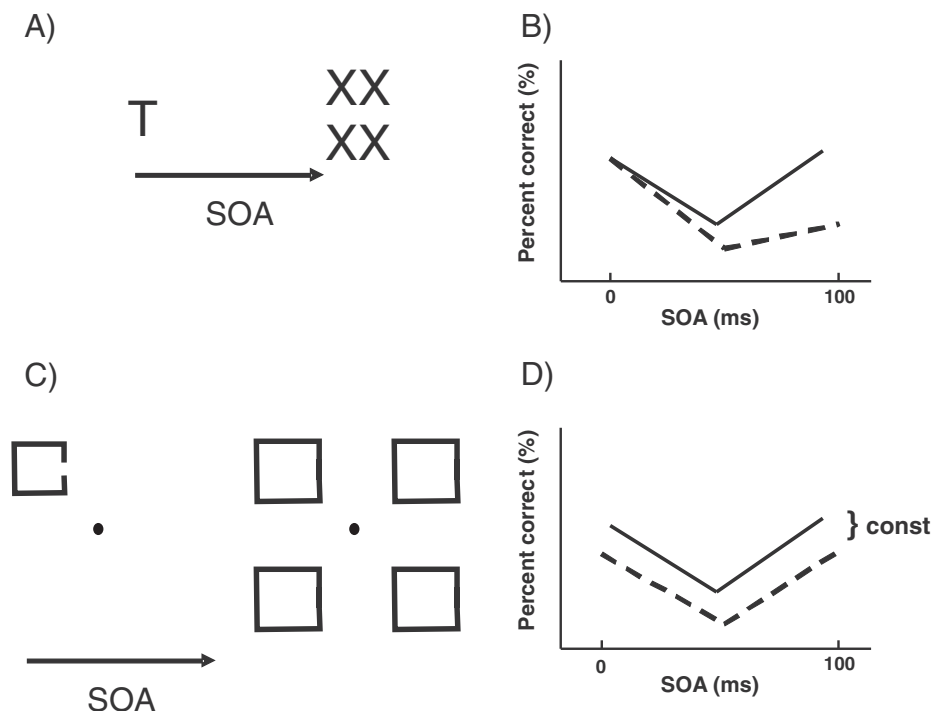 A)
T
XX
XX
SOA
B)
Percent correct (%)
0
100
SOA (ms)
C)
SOA
D)
Percent correct (%)
} const
0
100
SOA (ms)